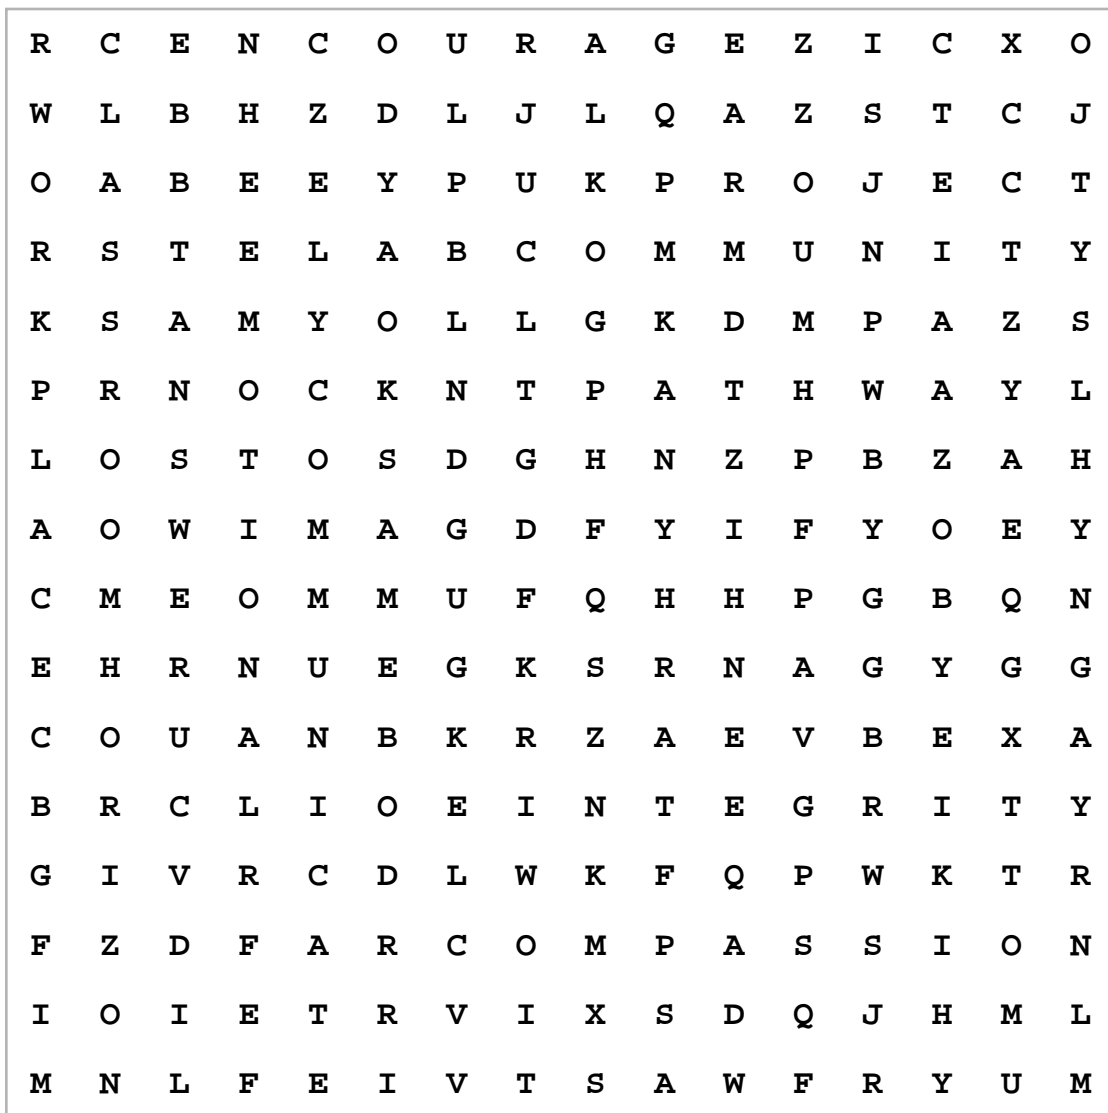 R C E N C O U R A G E Z I C X O
W L B H Z D L J L Q A Z S T C J
O A B E E Y P U K P R O J E C T
R S T E L A B C O M M U N I T Y
K S A M Y O L L G K D M P A Z S
P R N O C K N T P A T H W A Y L
L O S T O S D G H N Z P B Z A H
A O W I M A G D F Y I F Y O E Y
C M E O M M U F Q H H P G B Q N
E H R N U E G K S R N A G Y G G
C O U A N B K R Z A E V B E X A
B R C L I O E I N T E G R I T Y
G I V R C D L W K F Q P W K T R
F Z D F A R C O M P A S S I O N
I O I E T R V I X S D Q J H M L
M N L F E I V T S A W F R Y U M